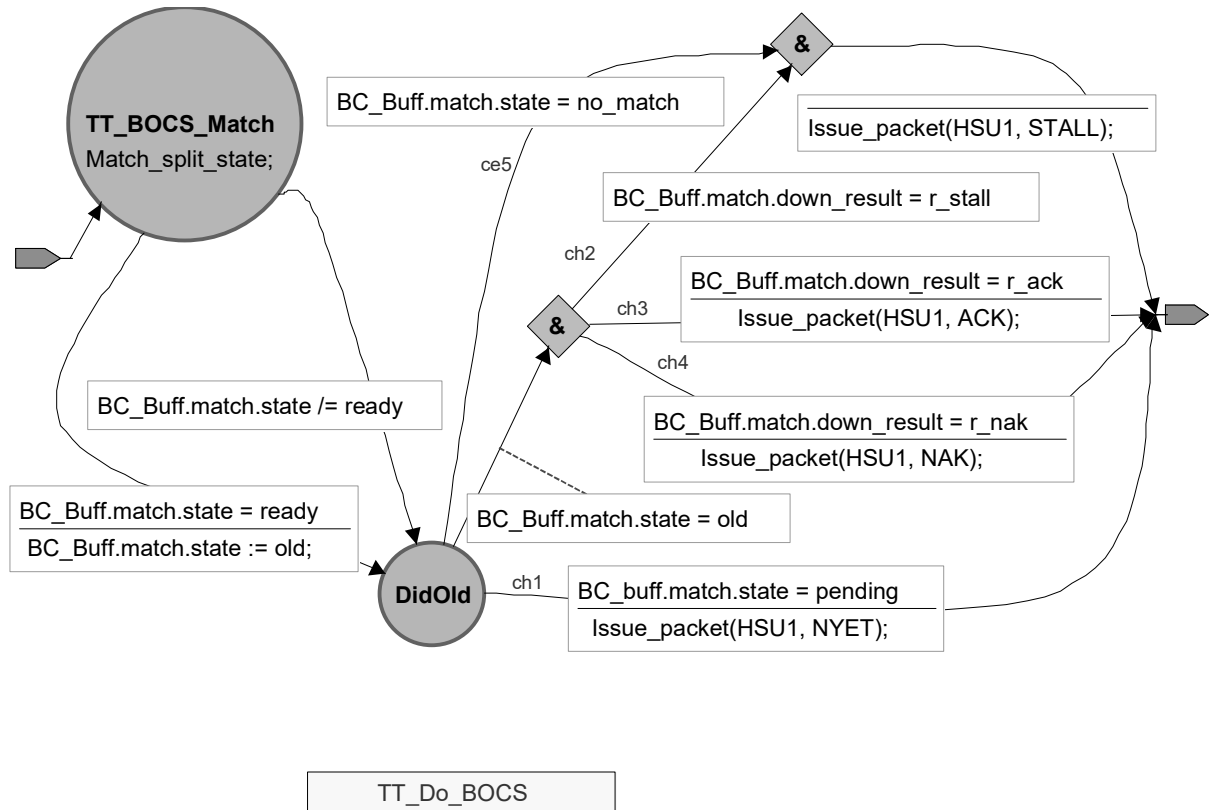 &
BC_Buff.match.state = no_match
TT_BOCS_Match
Match_split_state;
Issue_packet(HSU1, STALL);
ce5
BC_Buff.match.down_result = r_stall
ch2
BC_Buff.match.down_result = r_ack
Issue_packet(HSU1, ACK);
ch3
&
ch4
BC_Buff.match.state /= ready
BC_Buff.match.down_result = r_nak
Issue_packet(HSU1, NAK);
BC_Buff.match.state = ready
BC_Buff.match.state := old;
BC_Buff.match.state = old
DidOld
ch1
BC_buff.match.state = pending
Issue_packet(HSU1, NYET);
TT_Do_BOCS